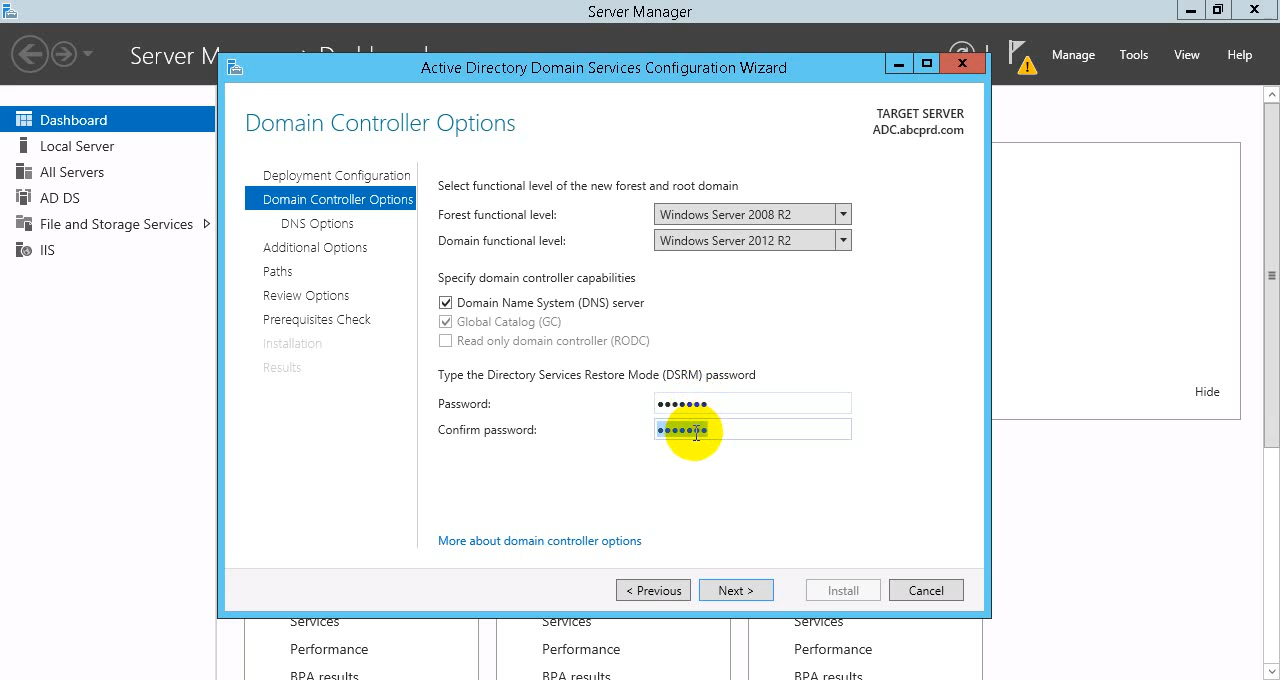 Server Manager
Server M
Manage
Tools
View
Help
Dashboard
Local Server
All Servers
AD DS
File and Storage Services
IIS
Active Directory Domain Services Configuration Wizard
Domain Controller Options
TARGET SERVER
ADC.abcprd.com
Deployment Configuration
Domain Controller Options
DNS Options
Additional Options
Paths
Review Options
Prerequisites Check
Installation
Results
Select functional level of the new forest and root domain
Forest functional level: Windows Server 2008 R2
Domain functional level: Windows Server 2012 R2
Specify domain controller capabilities
Domain Name System (DNS) server
Global Catalog (GC)
Read only domain controller (RODC)
Type the Directory Services Restore Mode (DSRM) password
Password: •••••••
Confirm password: •••••••
More about domain controller options
< Previous
Next >
Install
Cancel
Hide
Services
Performance
BPA results
Services
Performance
BPA results
Services
Performance
BPA results